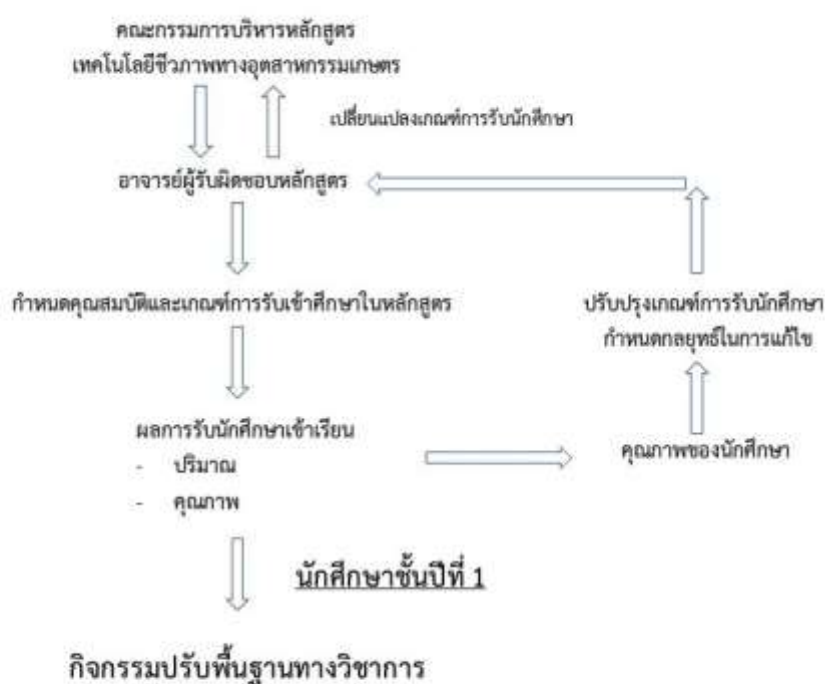 คณะกรรมการบริหารหลักสูตร
เทคโนโลยีชีวภาพทางอุตสาหกรรมเกษตร
เปลี่ยนแปลงเกณฑ์การรับนักศึกษา
อาจารย์ผู้รับผิดชอบหลักสูตร
กำหนดคุณสมบัติและเกณฑ์การรับเข้าศึกษาในหลักสูตร
ปรับปรุงเกณฑ์การรับนักศึกษา
กำหนดกลยุทธ์ในการแก้ไข
ผลการรับนักศึกษาเข้าเรียน
- ปริมาณ
- คุณภาพ
คุณภาพของนักศึกษา
นักศึกษาชั้นปีที่ 1
กิจกรรมปรับพื้นฐานทางวิชาการ